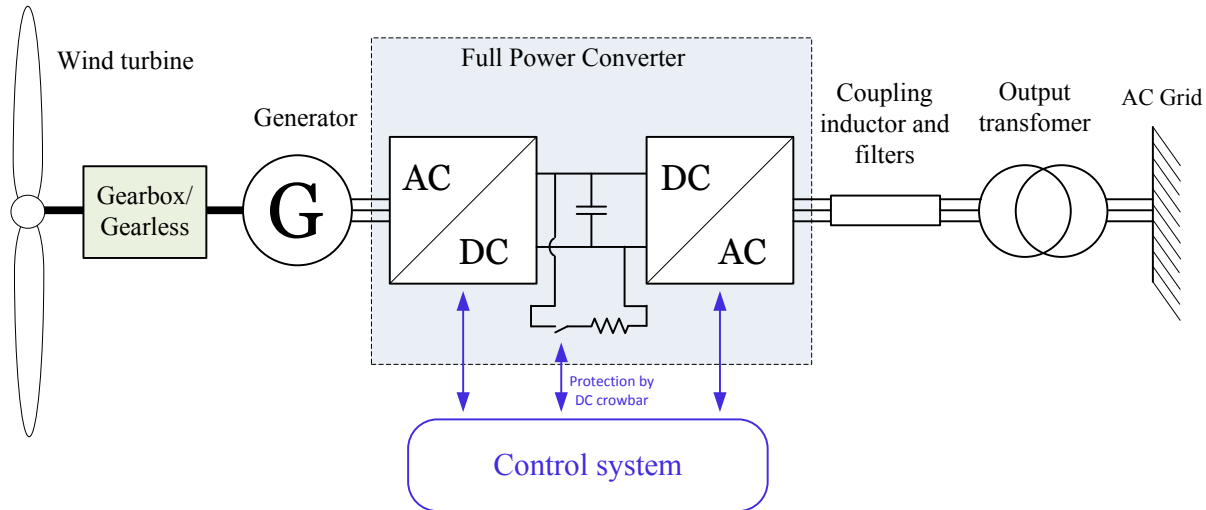 Wind turbine
Full Power Converter
Generator
Coupling
inductor and
filters
Output
transfomer
AC Grid
Gearbox/
Gearless
G
AC
DC
DC
AC
Protection by
DC crowbar
Control system